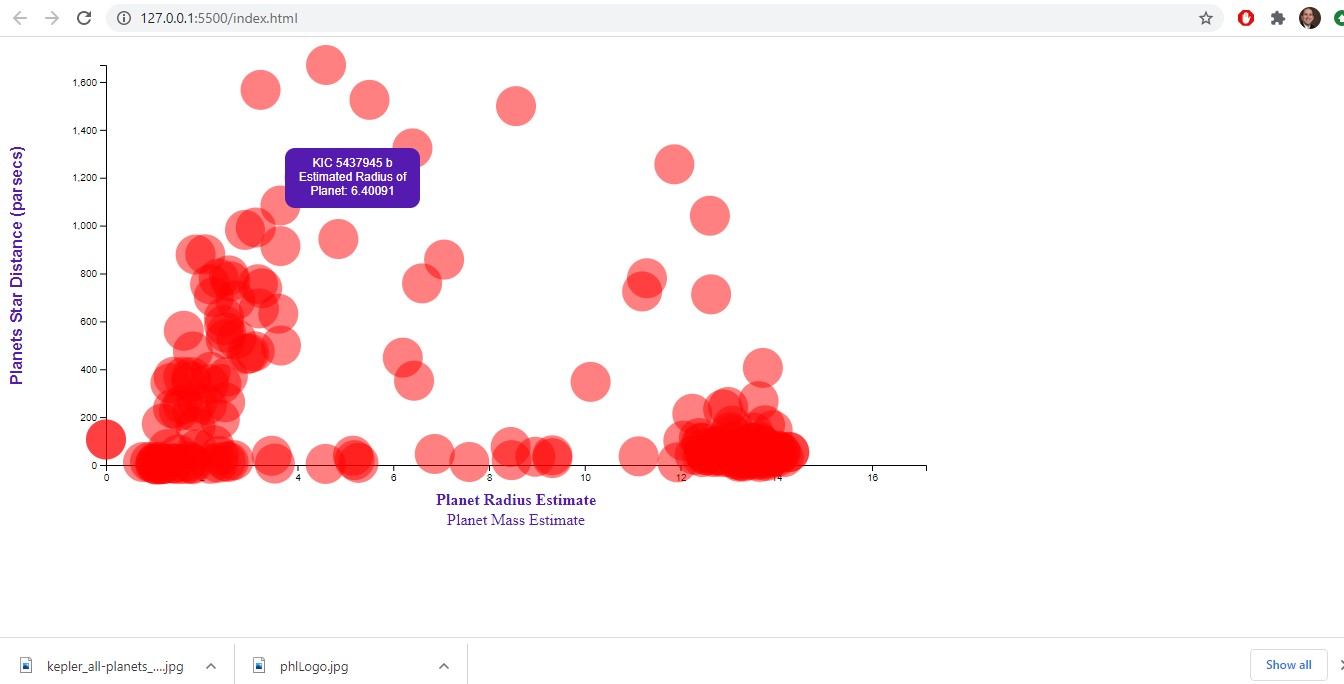 127.0.0.1:5500/index.html
1,600
1,400
1,200
1,000
800
600
400
200
0
Planets Star Distance (parsecs)
KIC 5437945 b
Estimated Radius of
Planet: 6.40091
0 2 4 6 8 10 12 14 16
Planet Radius Estimate
Planet Mass Estimate
kepler_all-planets_....jpg
phlLogo.jpg
Show all